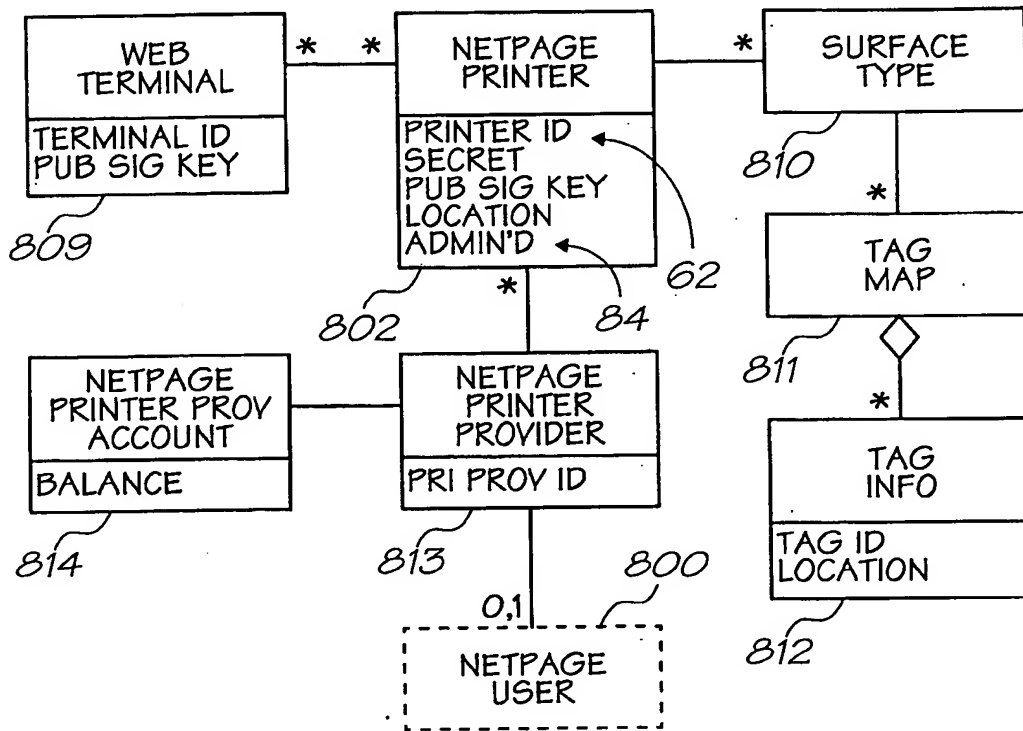 WEB
TERMINAL
TERMINAL ID
PUB SIG KEY
809
* *
NETPAGE
PRINTER
PRINTER ID
SECRET
PUB SIG KEY
LOCATION
ADMIN'D
802
62
84
*
SURFACE
TYPE
810
*
TAG
MAP
811
*
TAG
INFO
TAG ID
LOCATION
812
*
NETPAGE
PRINTER PROV
ACCOUNT
BALANCE
814
NETPAGE
PRINTER
PROVIDER
PRI PROV ID
813
800
0,1
NETPAGE
USER